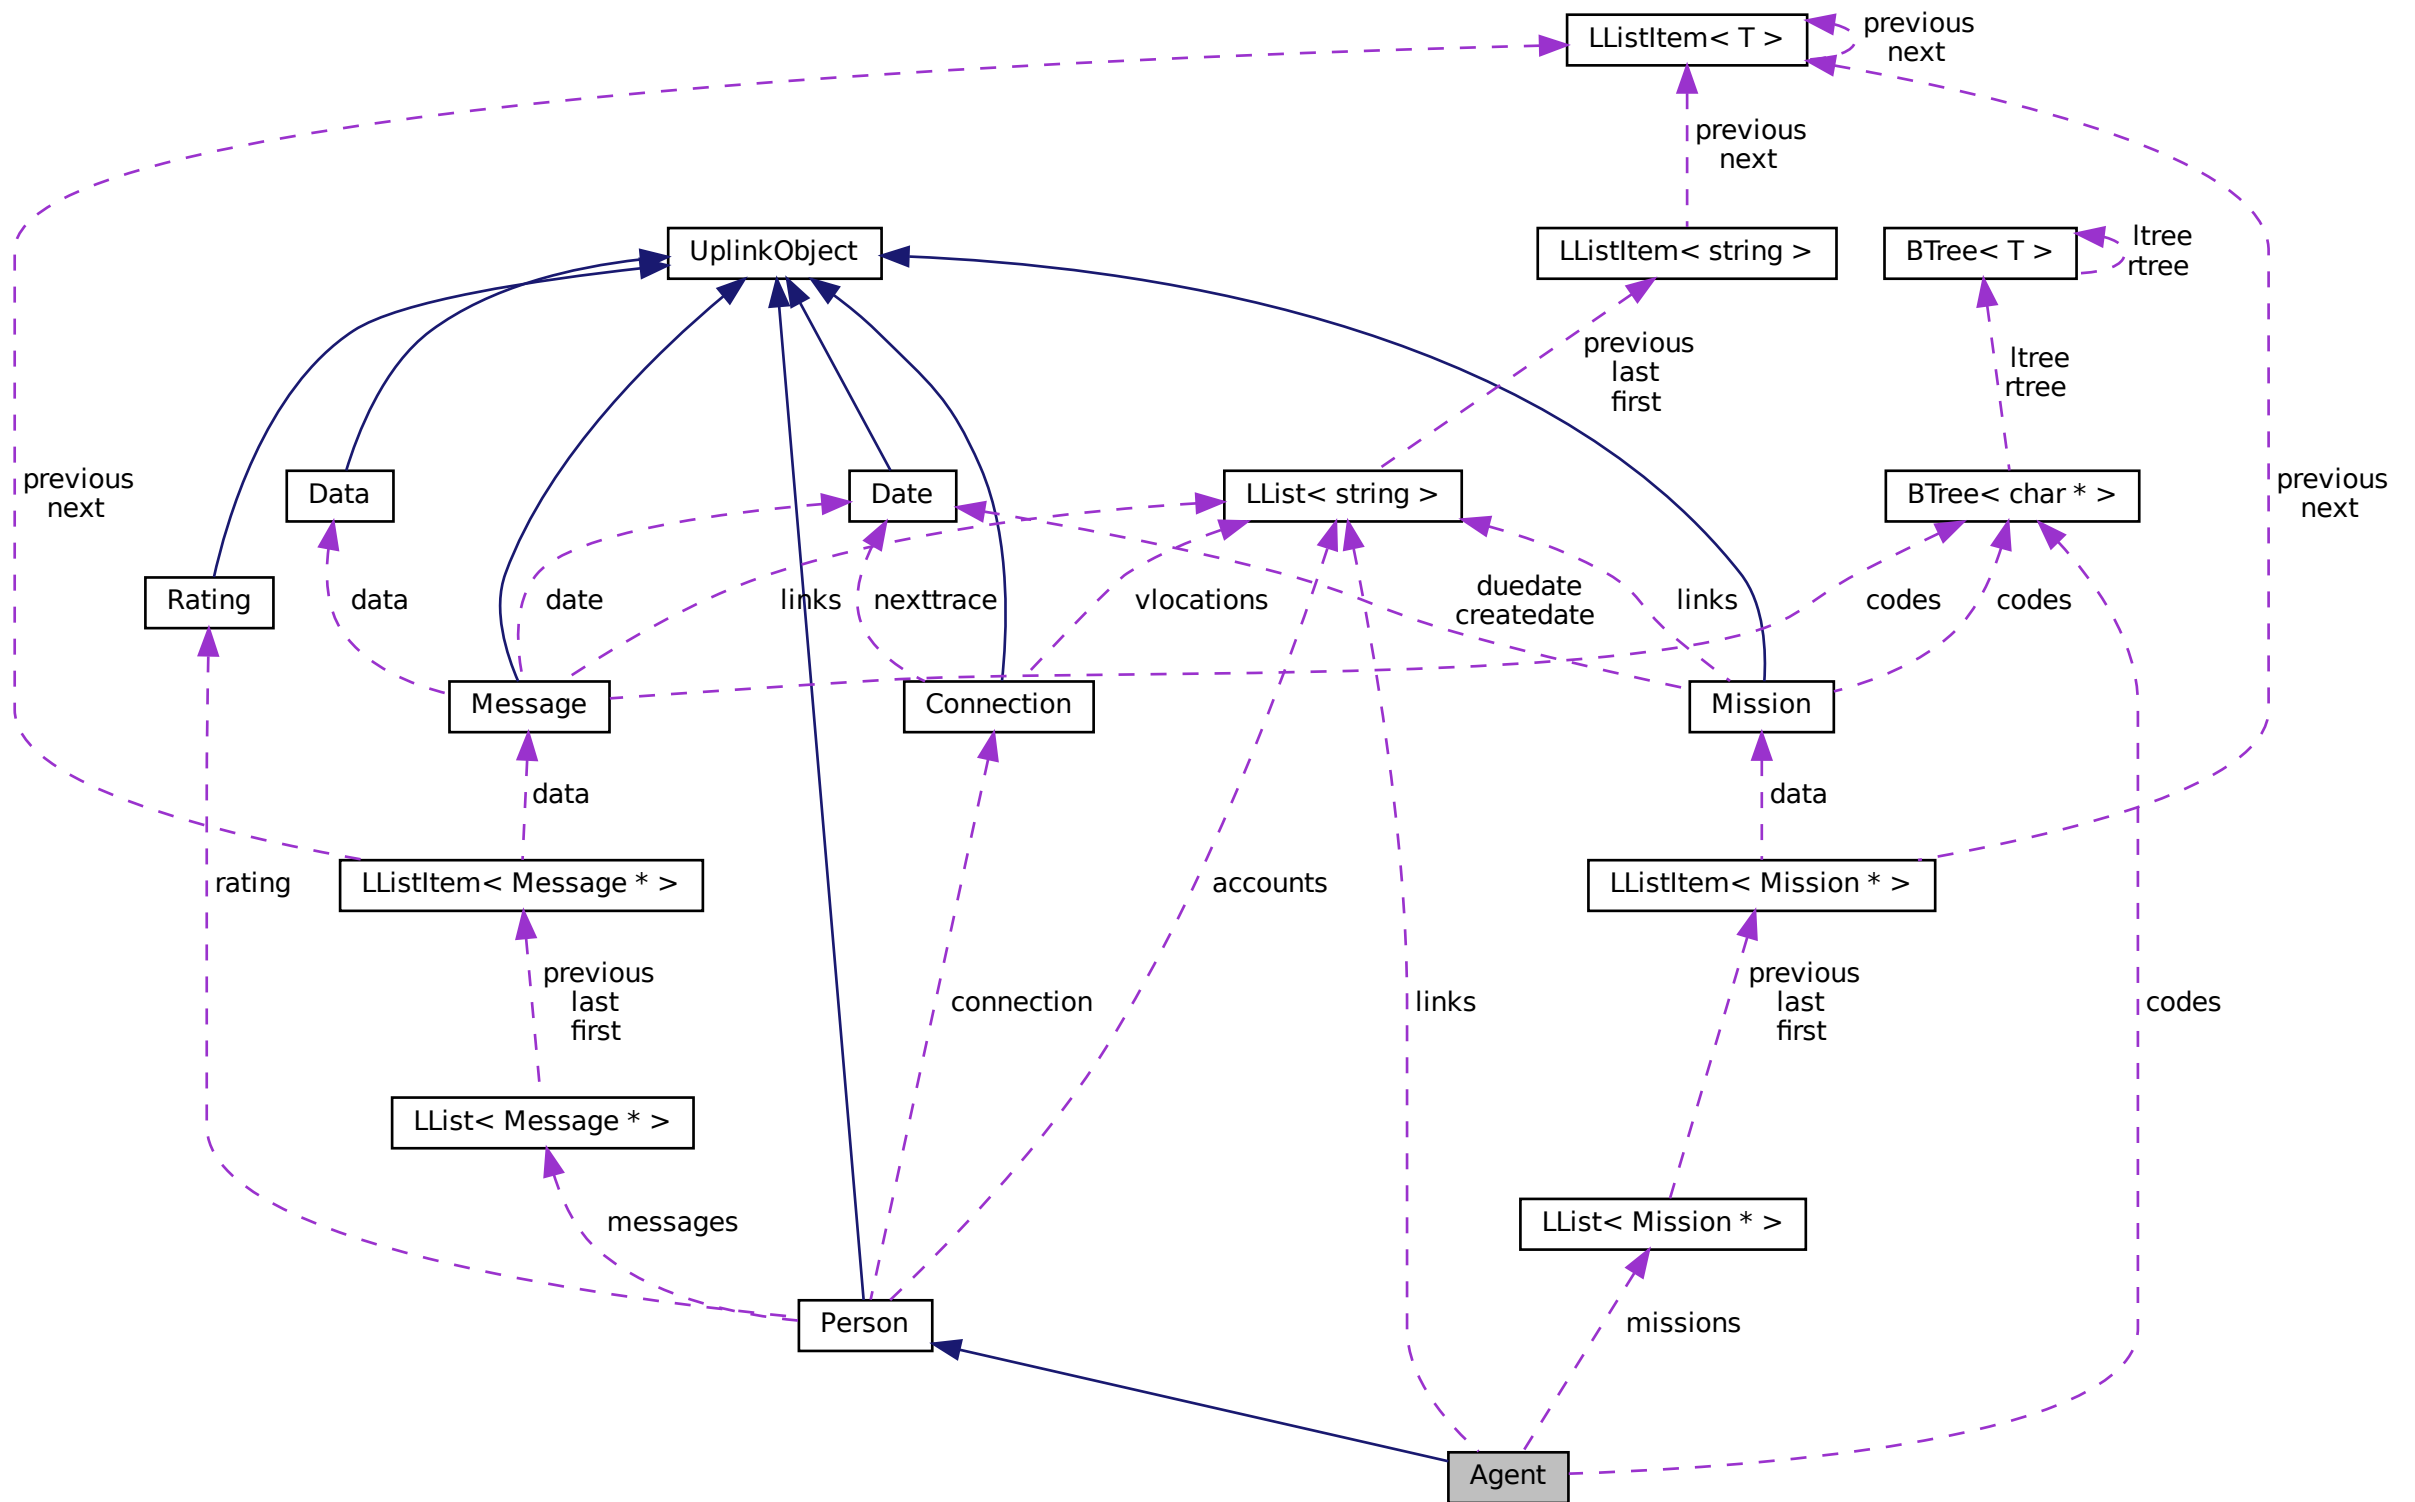 LListItem< T >
previous
next
previous
next
UplinkObject
LListItem< string >
BTree< T >
ltree
rtree
previous
last
first
ltree
rtree
previous
next
Data
Date
LList< string >
BTree< char * >
previous
next
Rating
data
date
links
nexttrace
vlocations
duedate
createdate
links
codes
codes
Message
Connection
Mission
data
data
LListItem< Message * >
rating
accounts
LListItem< Mission * >
previous
last
first
connection
links
previous
last
first
codes
LList< Message * >
messages
LList< Mission * >
Person
missions
Agent